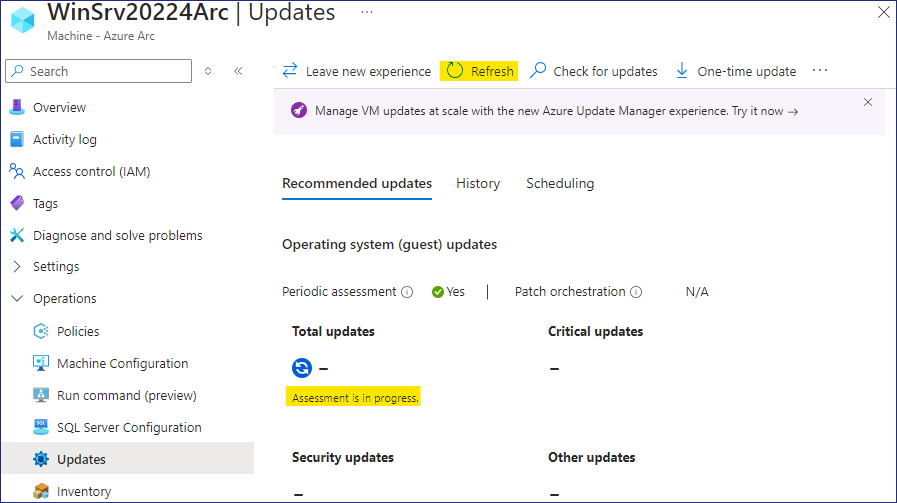 WinSrv20224Arc | Updates ...
Machine - Azure Arc
Search
Leave new experience Refresh Check for updates One-time update ...
Manage VM updates at scale with the new Azure Update Manager experience. Try it now →
Overview
Activity log
Access control (IAM)
Tags
Diagnose and solve problems
Settings
Operations
Policies
Machine Configuration
Run command (preview)
SQL Server Configuration
Updates
Inventory
Recommended updates History Scheduling
Operating system (guest) updates
Periodic assessment Yes | Patch orchestration N/A
Total updates Critical updates
– –
Assessment is in progress.
Security updates Other updates
– –